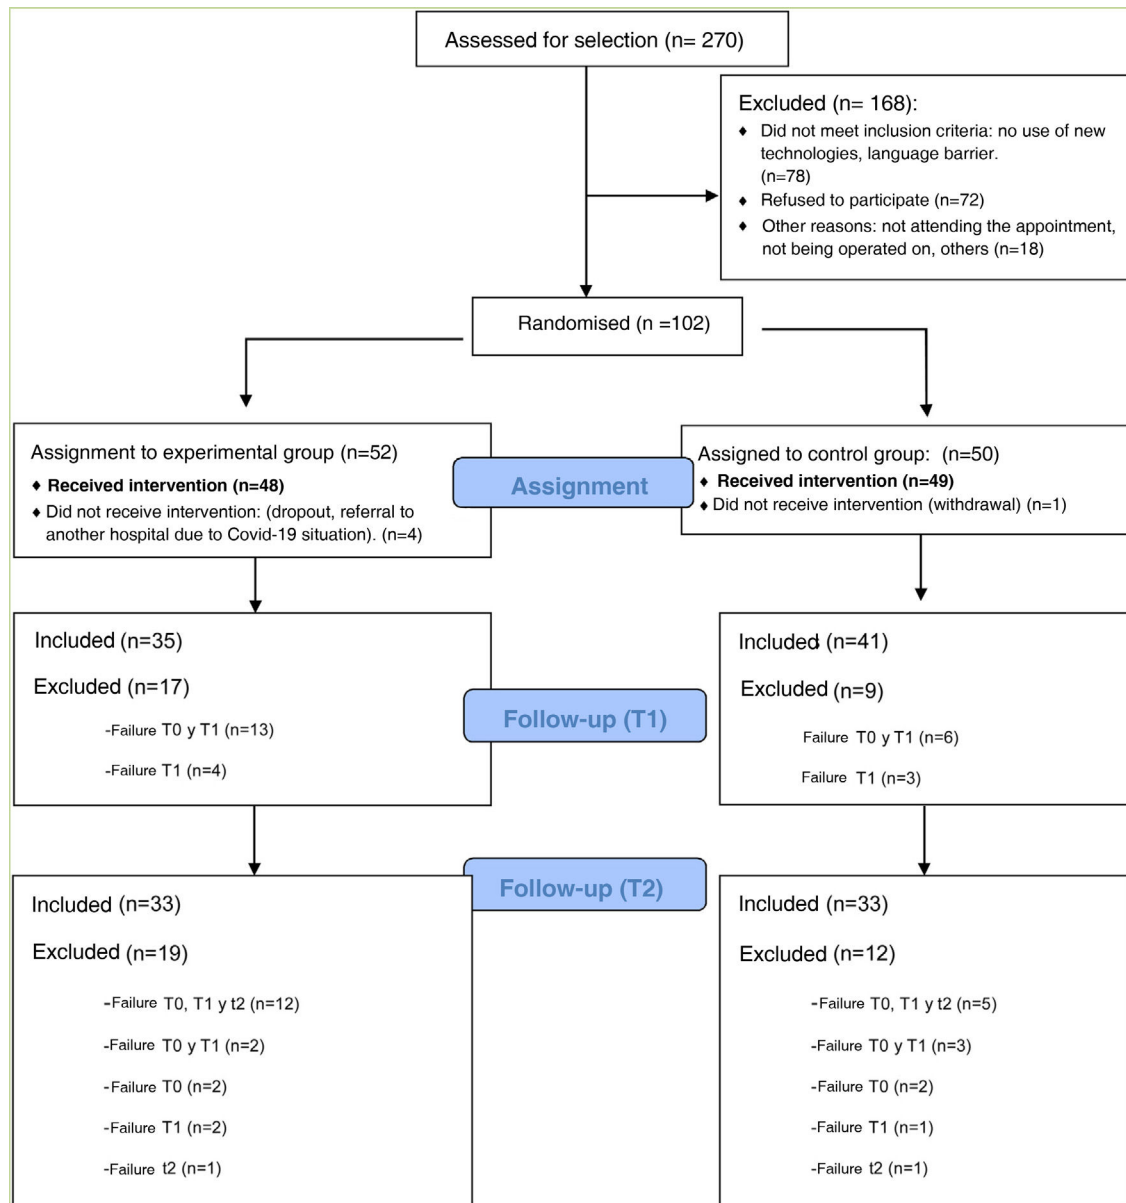 Assessed for selection (n= 270)
Excluded (n= 168):
♦ Did not meet inclusion criteria: no use of new
technologies, language barrier.
(n=78)
♦ Refused to participate (n=72)
♦ Other reasons: not attending the appointment,
not being operated on, others (n=18)
Randomised (n =102)
Assignment to experimental group (n=52)
♦ Received intervention (n=48)
♦ Did not receive intervention: (dropout, referral to
another hospital due to Covid-19 situation). (n=4)
Assignment
Assigned to control group: (n=50)
♦ Received intervention (n=49)
♦ Did not receive intervention (withdrawal) (n=1)
Included (n=35)
Excluded (n=17)
-Failure T0 y T1 (n=13)
-Failure T1 (n=4)
Follow-up (T1)
Included (n=41)
Excluded (n=9)
Failure T0 y T1 (n=6)
Failure T1 (n=3)
Follow-up (T2)
Included (n=33)
Excluded (n=19)
-Failure T0, T1 y t2 (n=12)
-Failure T0 y T1 (n=2)
-Failure T0 (n=2)
-Failure T1 (n=2)
-Failure t2 (n=1)
Included (n=33)
Excluded (n=12)
-Failure T0, T1 y t2 (n=5)
-Failure T0 y T1 (n=3)
-Failure T0 (n=2)
-Failure T1 (n=1)
-Failure t2 (n=1)